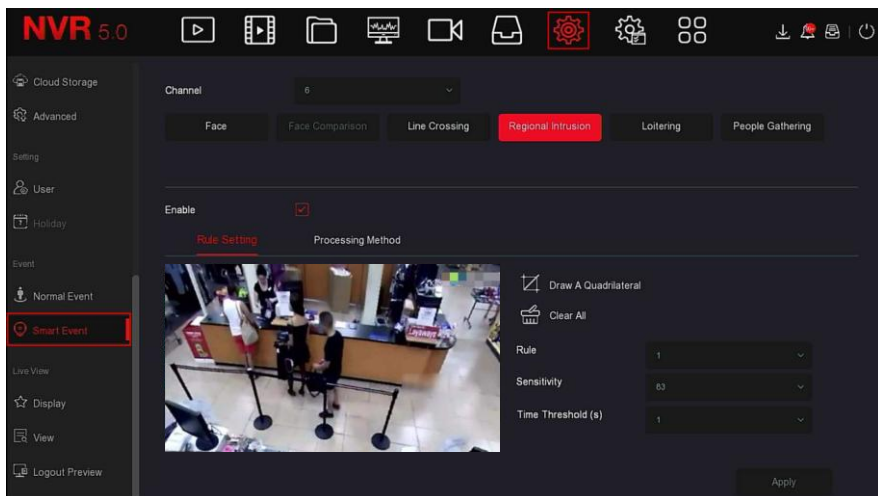 NVR 5.0
Cloud Storage
Advanced
Setting
User
Holiday
Event
Normal Event
Smart Event
Live View
Display
View
Logout Preview
Channel 6
Face Face Comparison Line Crossing Regional Intrusion Loitering People Gathering
Enable
Rule Setting Processing Method
Draw A Quadrilateral
Clear All
Rule 1
Sensitivity 83
Time Threshold (s) 1
Layaways
Apply